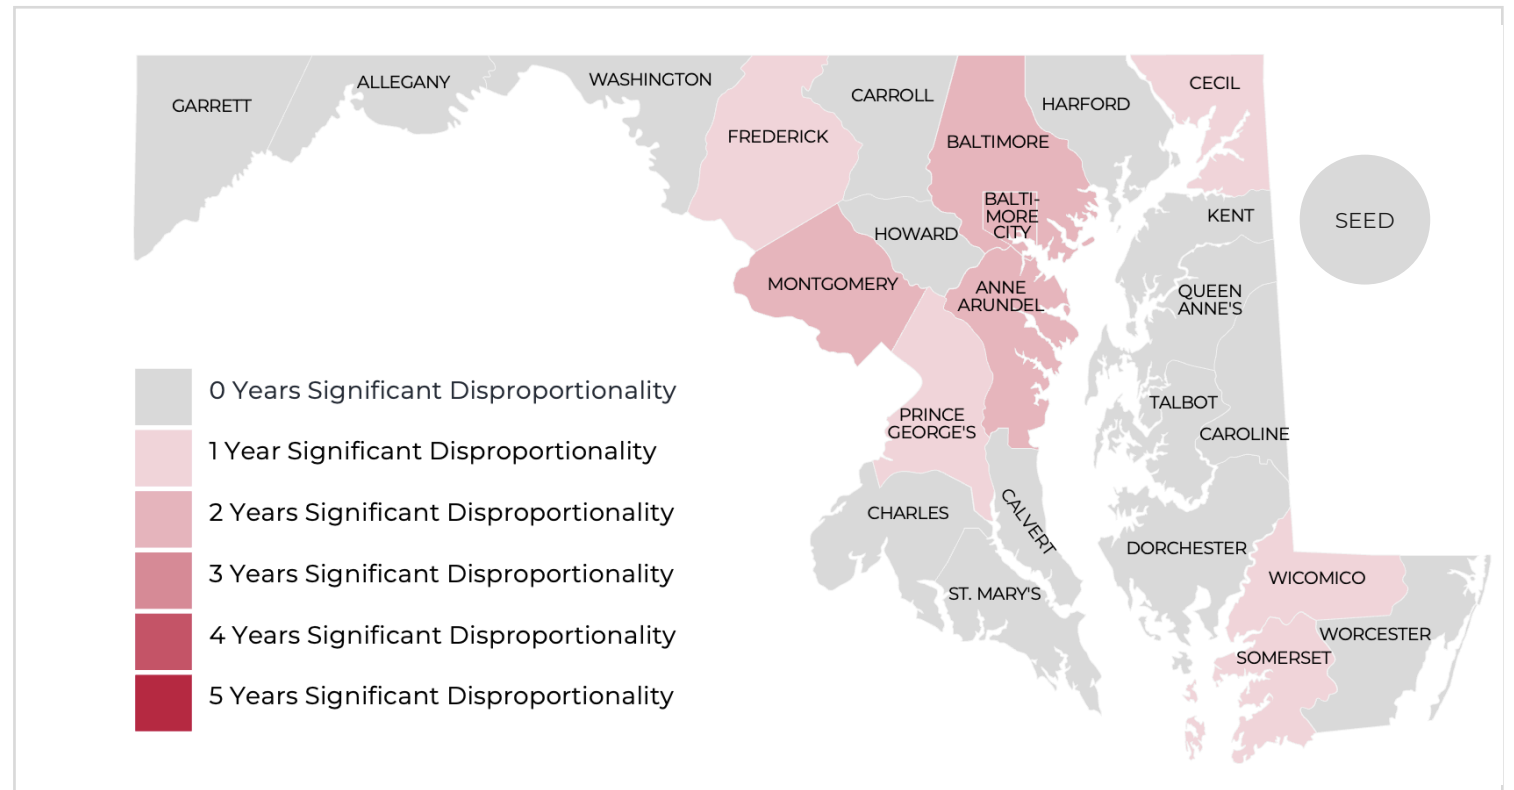 GARRETT
ALLEGANY
WASHINGTON
FREDERICK
CARROLL
BALTIMORE
HARFORD
CECIL
BALTI-
MORE
CITY
HOWARD
KENT
SEED
MONTGOMERY
ANNE
ARUNDEL
QUEEN
ANNE'S
TALBOT
CAROLINE
PRINCE
GEORGE'S
CHARLES
CALVERT
ST. MARY'S
DORCHESTER
WICOMICO
WORCESTER
SOMERSET
0 Years Significant Disproportionality
1 Year Significant Disproportionality
2 Years Significant Disproportionality
3 Years Significant Disproportionality
4 Years Significant Disproportionality
5 Years Significant Disproportionality